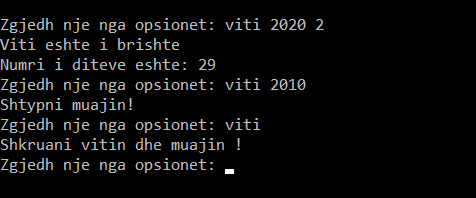 Zgjedh nje nga opsionet: viti 2020 2
Viti eshte i brishte
Numri i diteve eshte: 29
Zgjedh nje nga opsionet: viti 2010
Shtypni muajin!
Zgjedh nje nga opsionet: viti
Shkruani vitin dhe muajin !
Zgjedh nje nga opsionet: